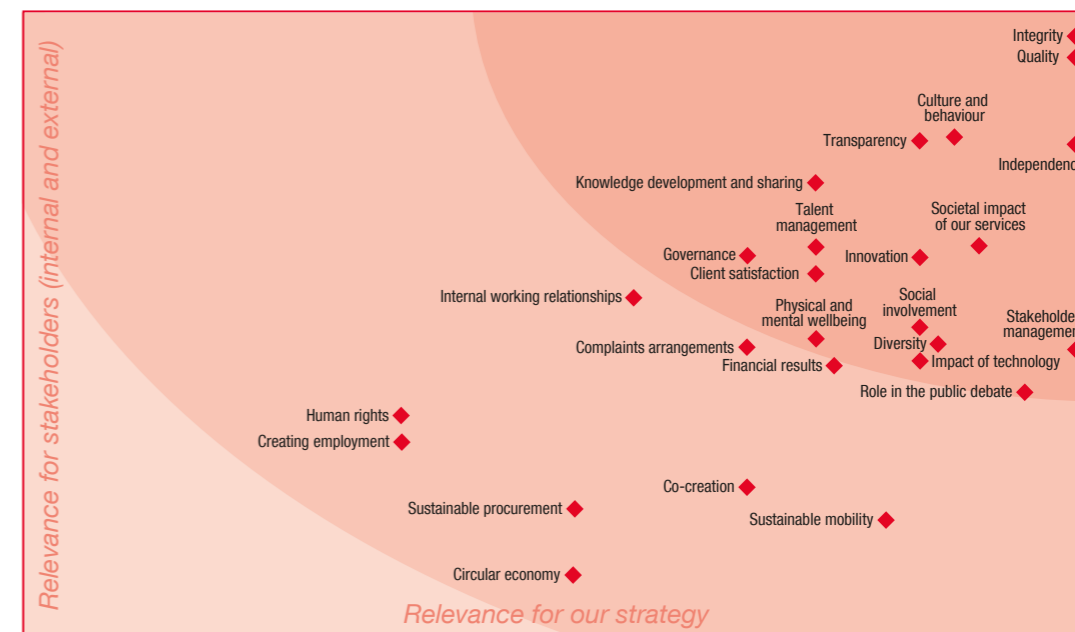 Relevance for stakeholders (internal and external)
Integrity
Quality
Culture and
behaviour
Transparency
Independenc
Knowledge development and sharing
Talent
management
Societal impact
of our services
Governance
Innovation
Client satisfaction
Internal working relationships
Physical and
mental wellbeing
Social
involvement
Stakeholde
managemen
Complaints arrangements
Diversity
Financial results
Impact of technology
Role in the public debate
Human rights
Creating employment
Co-creation
Sustainable procurement
Sustainable mobility
Circular economy
Relevance for our strategy